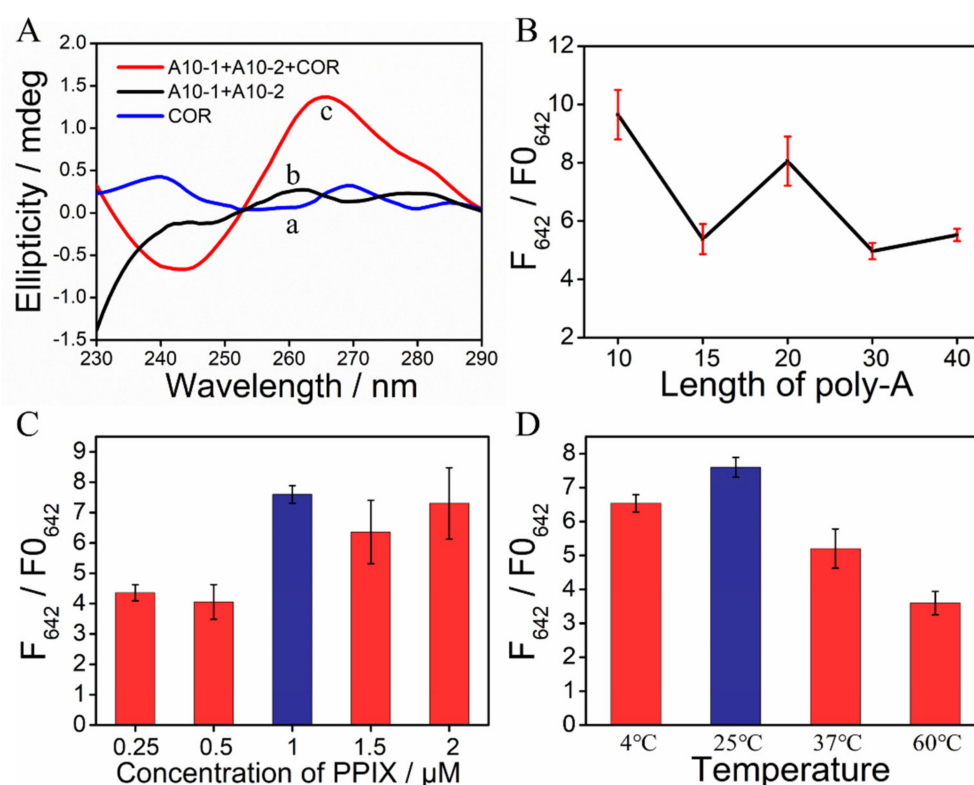 A
Ellipticity / mdeg
2.0
1.5
1.0
0.5
0.0
-0.5
-1.0
-1.5
A10-1+A10-2+COR
A10-1+A10-2
COR
c
b
a
230 240 250 260 270 280 290
Wavelength / nm
B
F642 / F0642
12
10
8
6
4
2
10 15 20 30 40
Length of poly-A
C
F642 / F0642
9
8
7
6
5
4
3
2
1
0
0.25 0.5 1 1.5 2
Concentration of PPIX / μM
D
F642 / F0642
8
7
6
5
4
3
2
1
0
4°C 25°C 37°C 60°C
Temperature